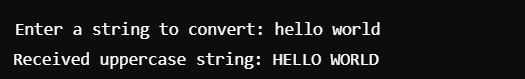 Enter a string to convert: hello world
Received uppercase string: HELLO WORLD